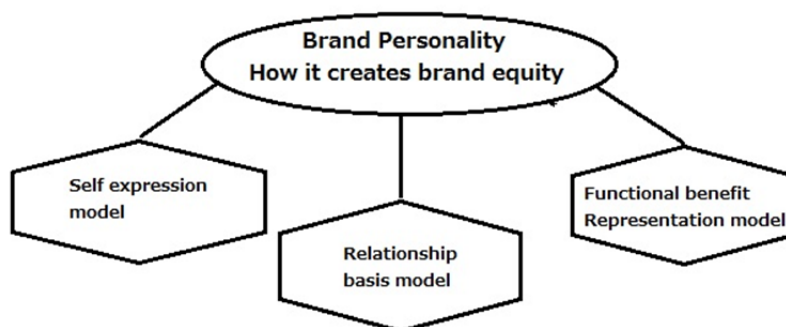 Brand Personality
How it creates brand equity
Self expression
model
Relationship
basis model
Functional benefit
Representation model